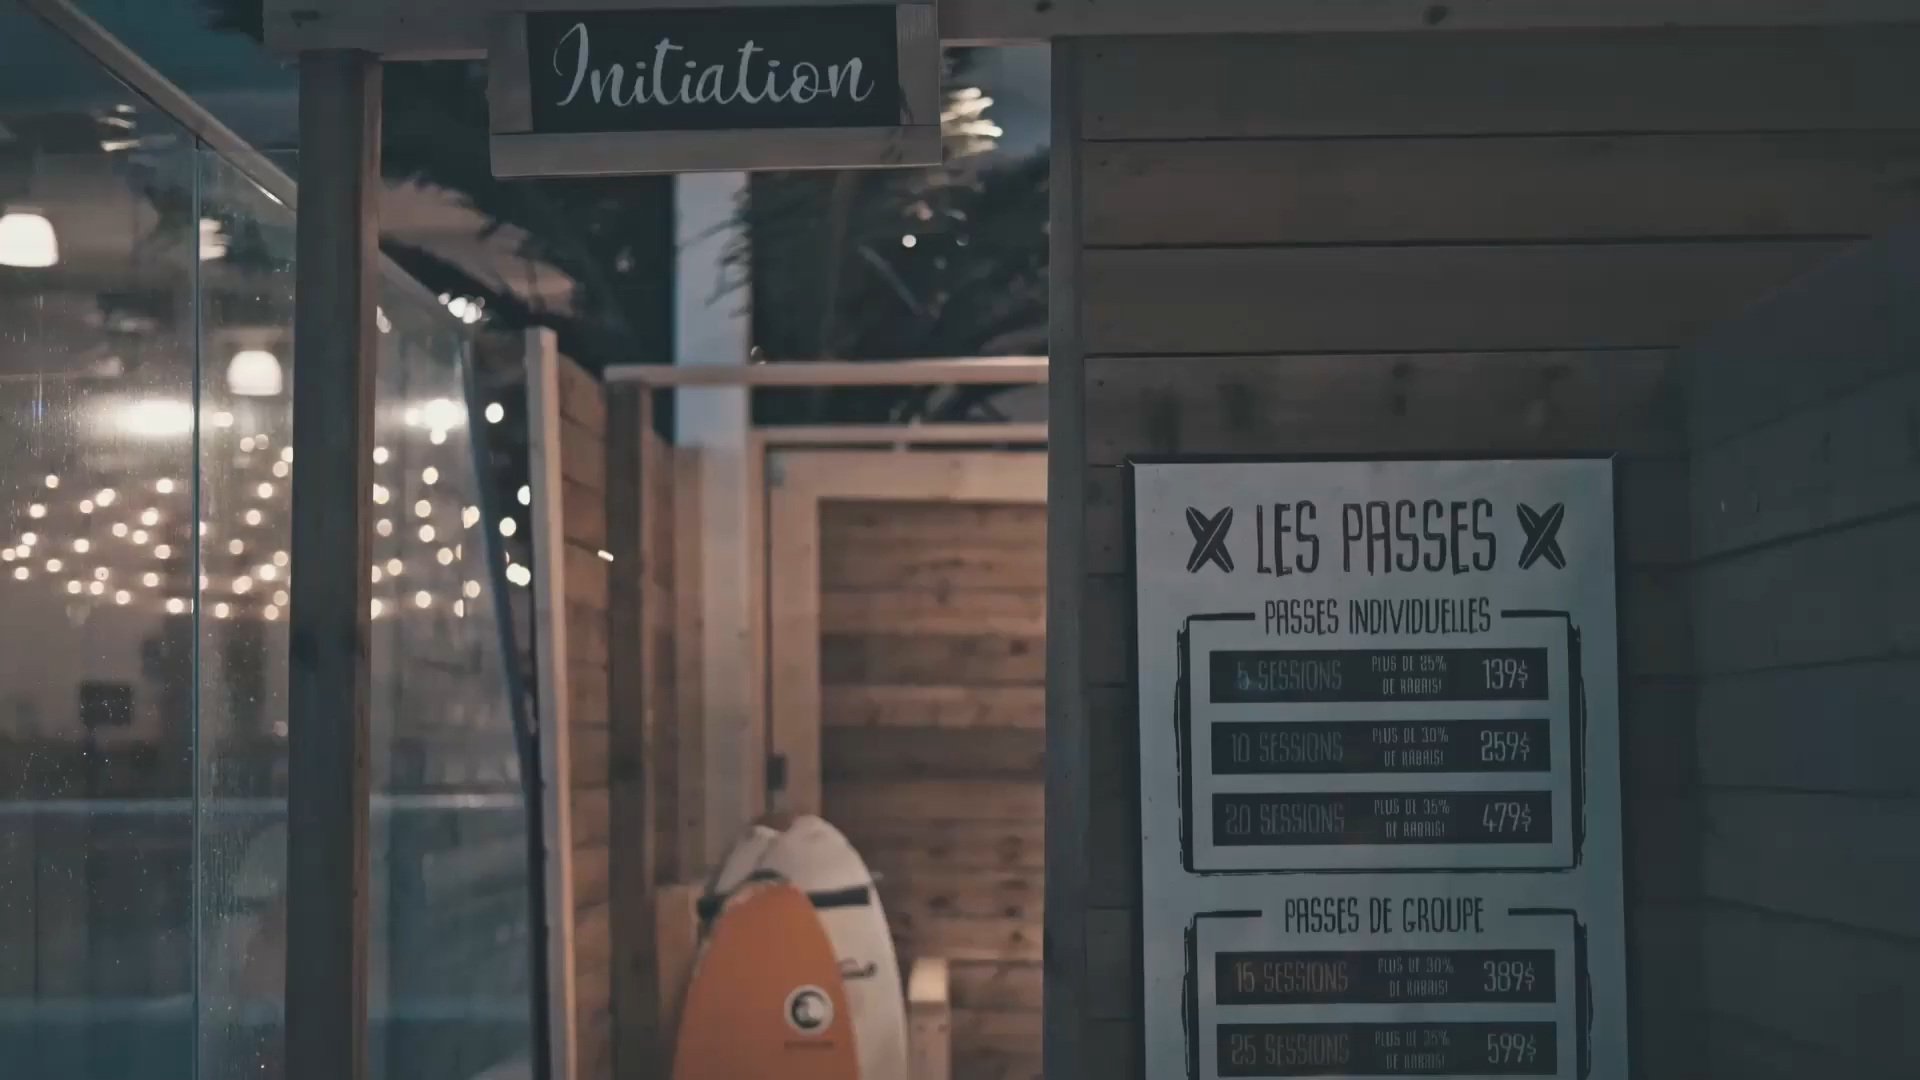 Initiation
LES PASSES
PASSES INDIVIDUELLES
5 SESSIONS
PLUS DE 25%
DE RABAIS!
139$
10 SESSIONS
PLUS DE 30%
DE RABAIS!
259$
20 SESSIONS
PLUS DE 35%
DE RABAIS!
479$
PASSES DE GROUPE
15 SESSIONS
PLUS DE 30%
DE RABAIS!
389$
25 SESSIONS
PLUS DE 35%
DE RABAIS!
599$